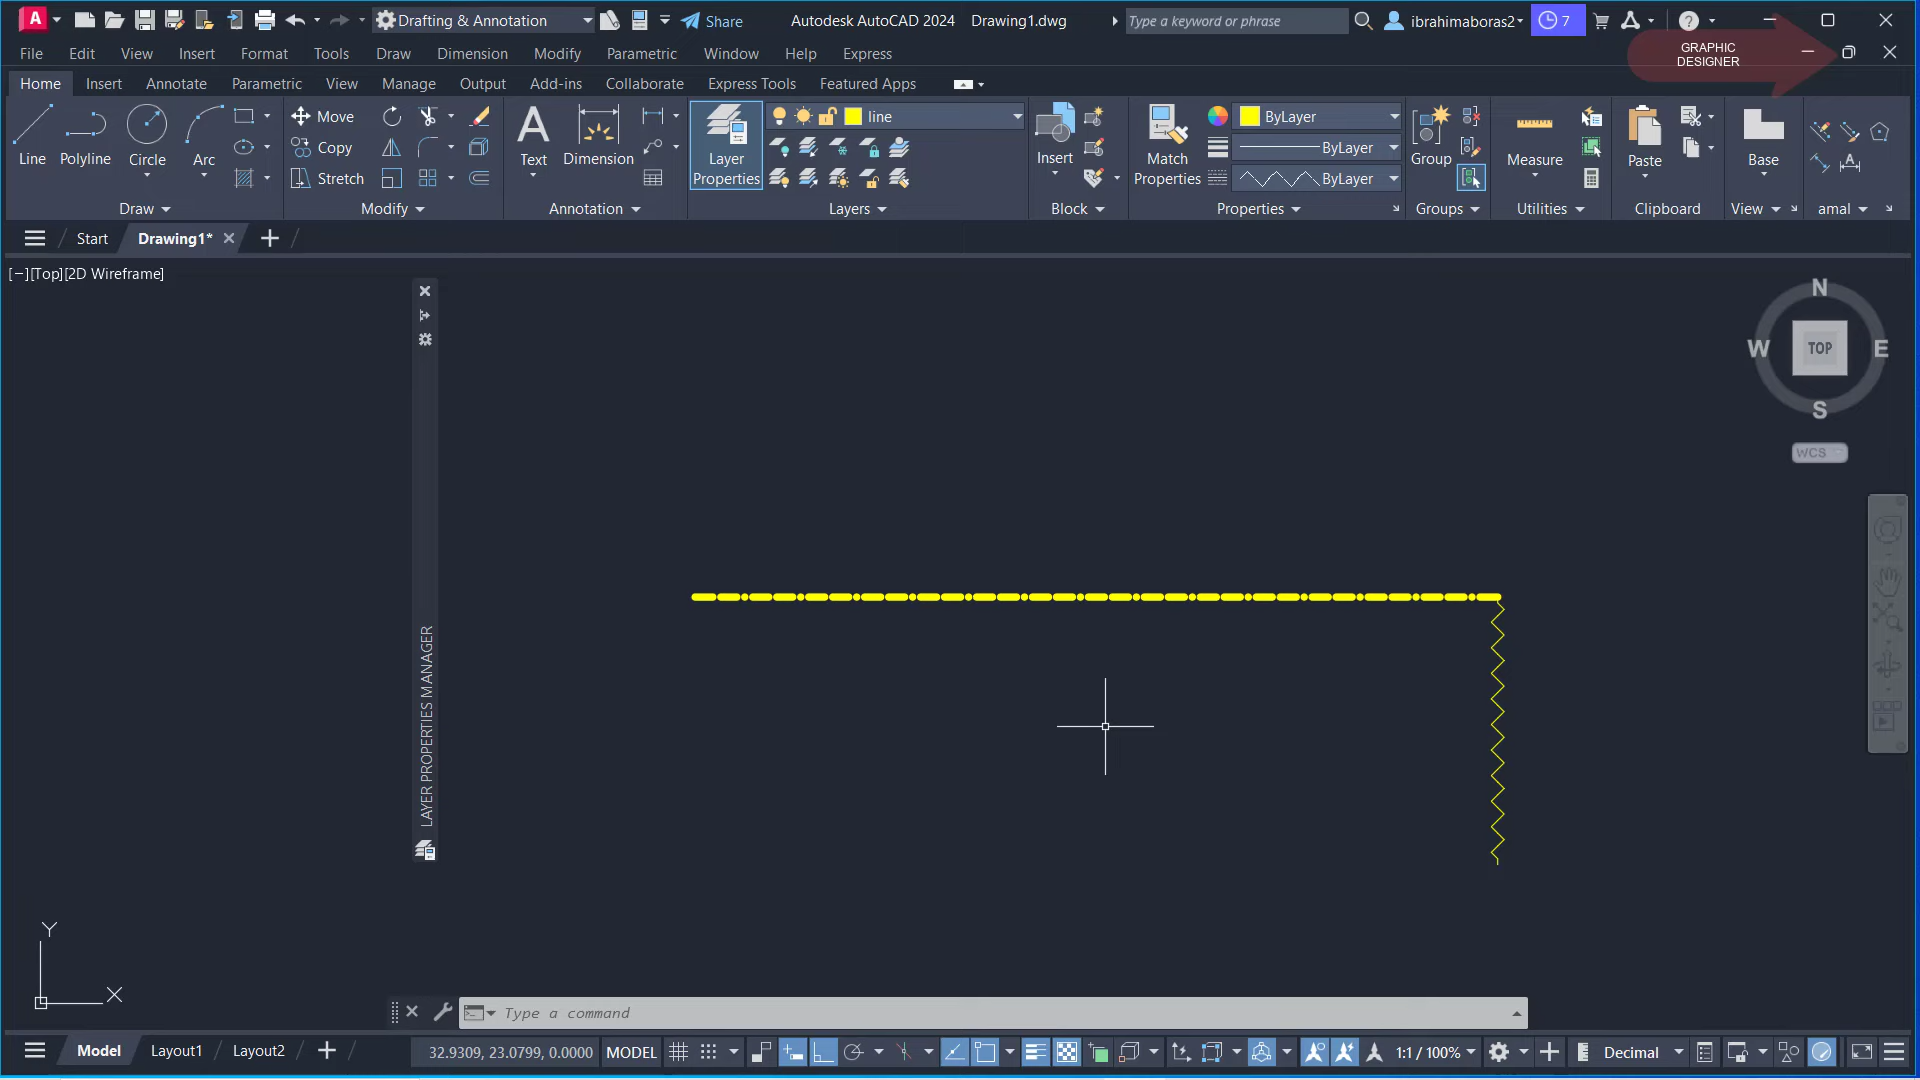 A Drafting & Annotation Share Autodesk AutoCAD 2024 Drawing1.dwg Type a keyword or phrase ibrahimaboras2 7 ?
File Edit View Insert Format Tools Draw Dimension Modify Parametric Window Help Express
GRAPHIC
DESIGNER
Home Insert Annotate Parametric View Manage Output Add-ins Collaborate Express Tools Featured Apps
line
ByLayer
Move
Copy
Stretch
Line Polyline Circle Arc
A
Text Dimension
Layer
Properties
Insert
Match
Properties
ByLayer
ByLayer
Group Measure Paste Base
A
Draw Modify Annotation Layers Block Properties Groups Utilities Clipboard View amal
Start Drawing1*
[−][Top][2D Wireframe]
N
W TOP E
S
WCS
LAYER PROPERTIES MANAGER
Y
X
Type a command
Model Layout1 Layout2 32.9309, 23.0799, 0.0000 MODEL 1:1 / 100% Decimal